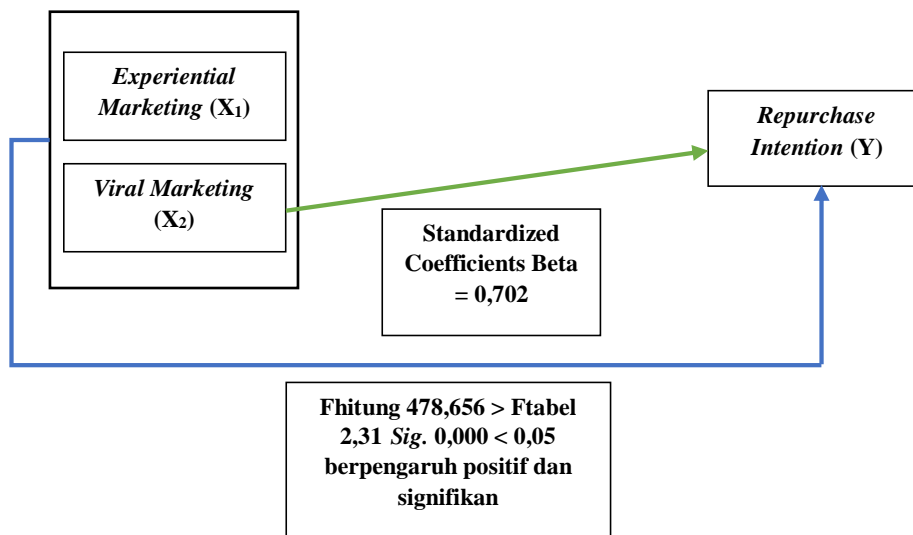 Experiential
Marketing (X₁)
Repurchase
Intention (Y)
Viral Marketing
(X₂)
Standardized
Coefficients Beta
= 0,702
Fhitung 478,656 > Ftabel
2,31 Sig. 0,000 < 0,05
berpengaruh positif dan
signifikan